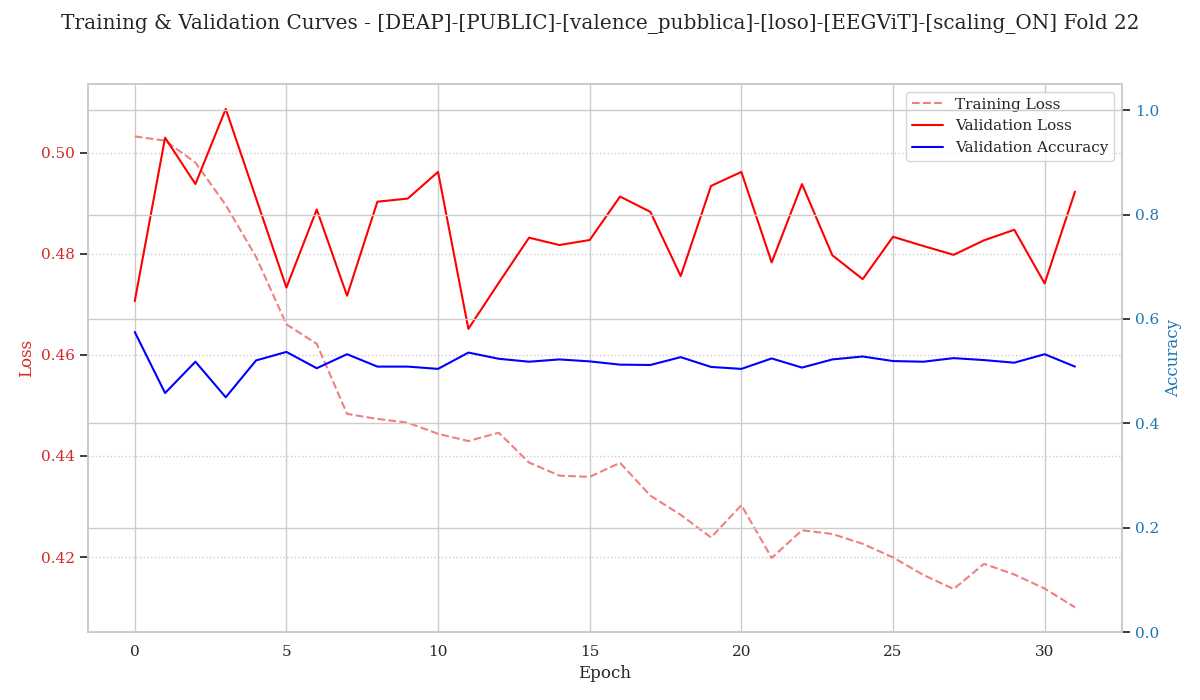 Training & Validation Curves - [DEAP]-[PUBLIC]-[valence_pubblica]-[loso]-[EEGViT]-[scaling_ON] Fold 22
Training Loss
Validation Loss
Validation Accuracy
0.50
0.48
0.46
0.44
0.42
Loss
1.0
0.8
0.6
0.4
0.2
0.0
Accuracy
0 5 10 15 20 25 30
Epoch